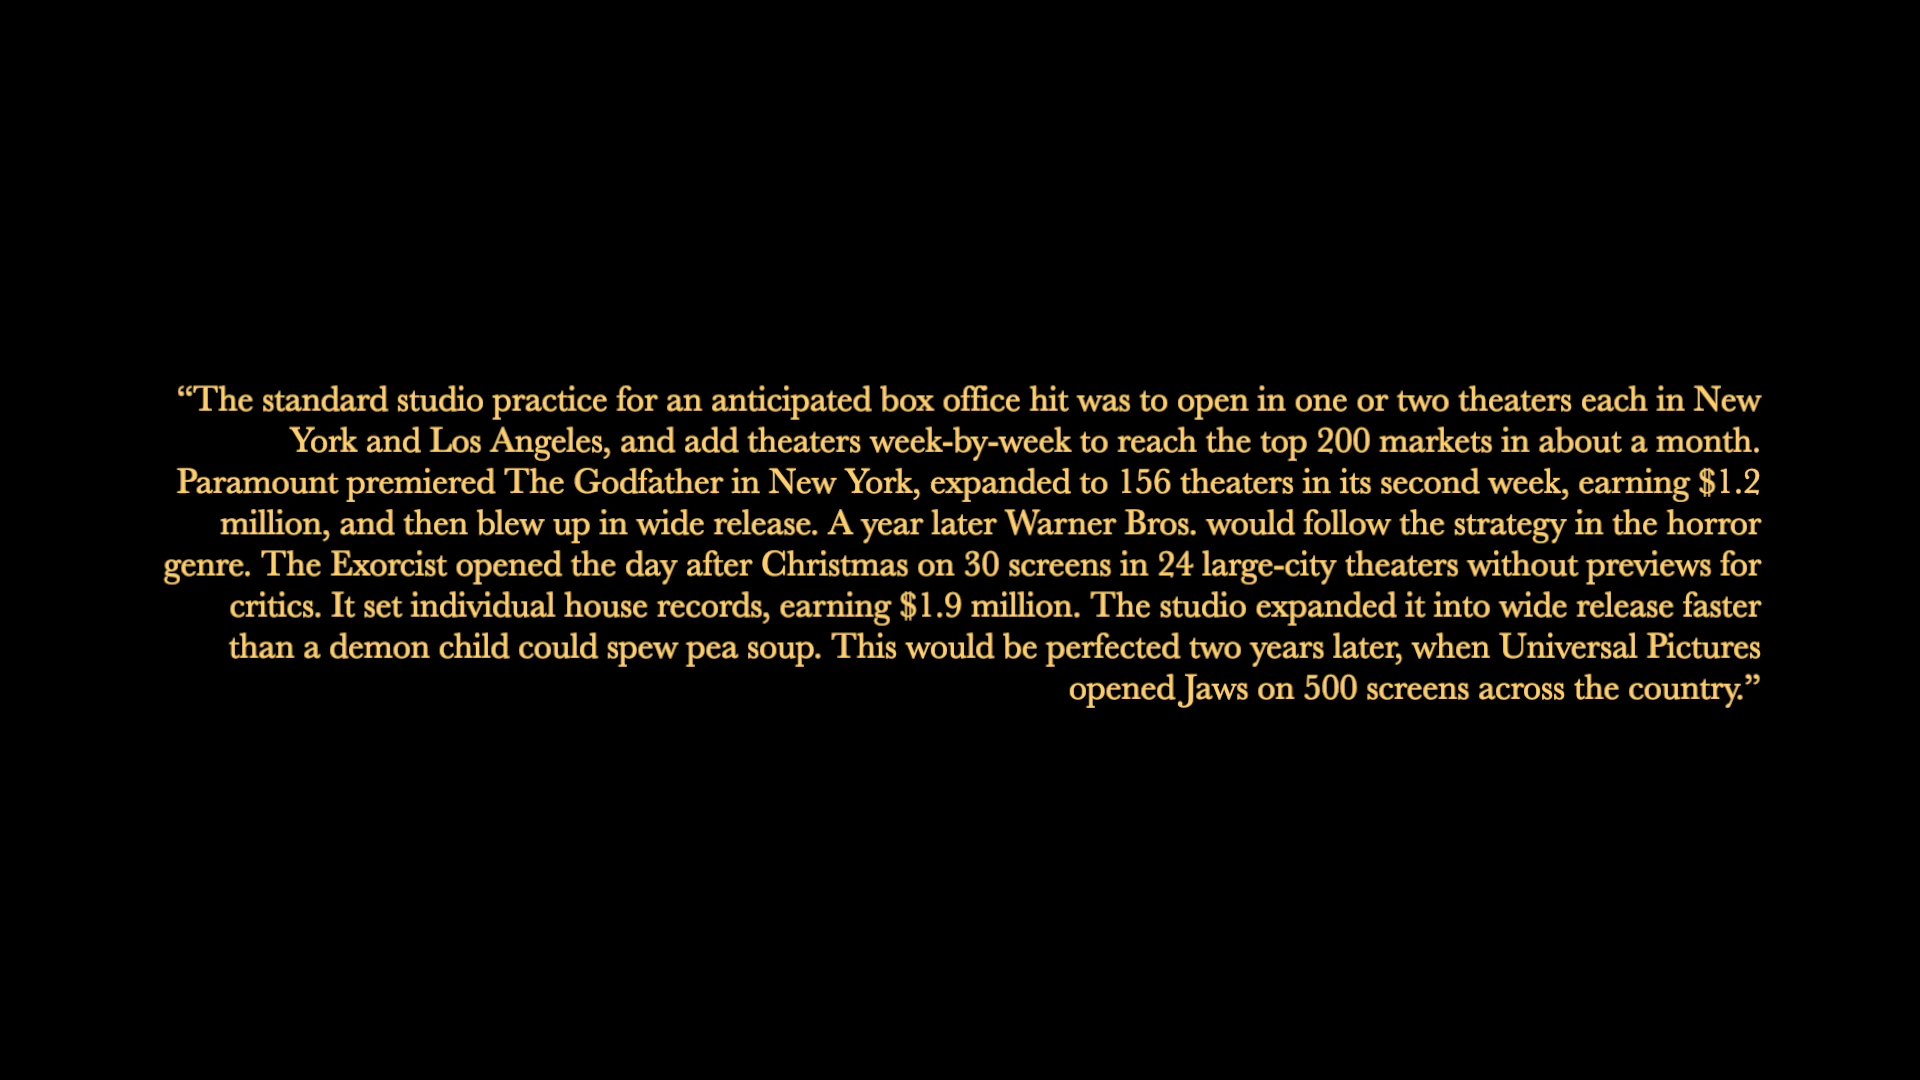 “The standard studio practice for an anticipated box office hit was to open in one or two theaters each in New
York and Los Angeles, and add theaters week-by-week to reach the top 200 markets in about a month.
Paramount premiered The Godfather in New York, expanded to 156 theaters in its second week, earning $1.2
million, and then blew up in wide release. A year later Warner Bros. would follow the strategy in the horror
genre. The Exorcist opened the day after Christmas on 30 screens in 24 large-city theaters without previews for
critics. It set individual house records, earning $1.9 million. The studio expanded it into wide release faster
than a demon child could spew pea soup. This would be perfected two years later, when Universal Pictures
opened Jaws on 500 screens across the country.”